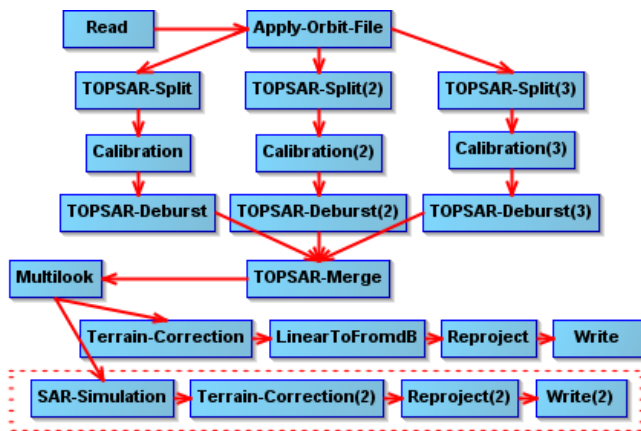 Read
Apply-Orbit-File
TOPSAR-Split
TOPSAR-Split(2)
TOPSAR-Split(3)
Calibration
Calibration(2)
Calibration(3)
TOPSAR-Deburst
TOPSAR-Deburst(2)
TOPSAR-Deburst(3)
Multilook
TOPSAR-Merge
Terrain-Correction
LinearToFromdB
Reproject
Write
SAR-Simulation
Terrain-Correction(2)
Reproject(2)
Write(2)